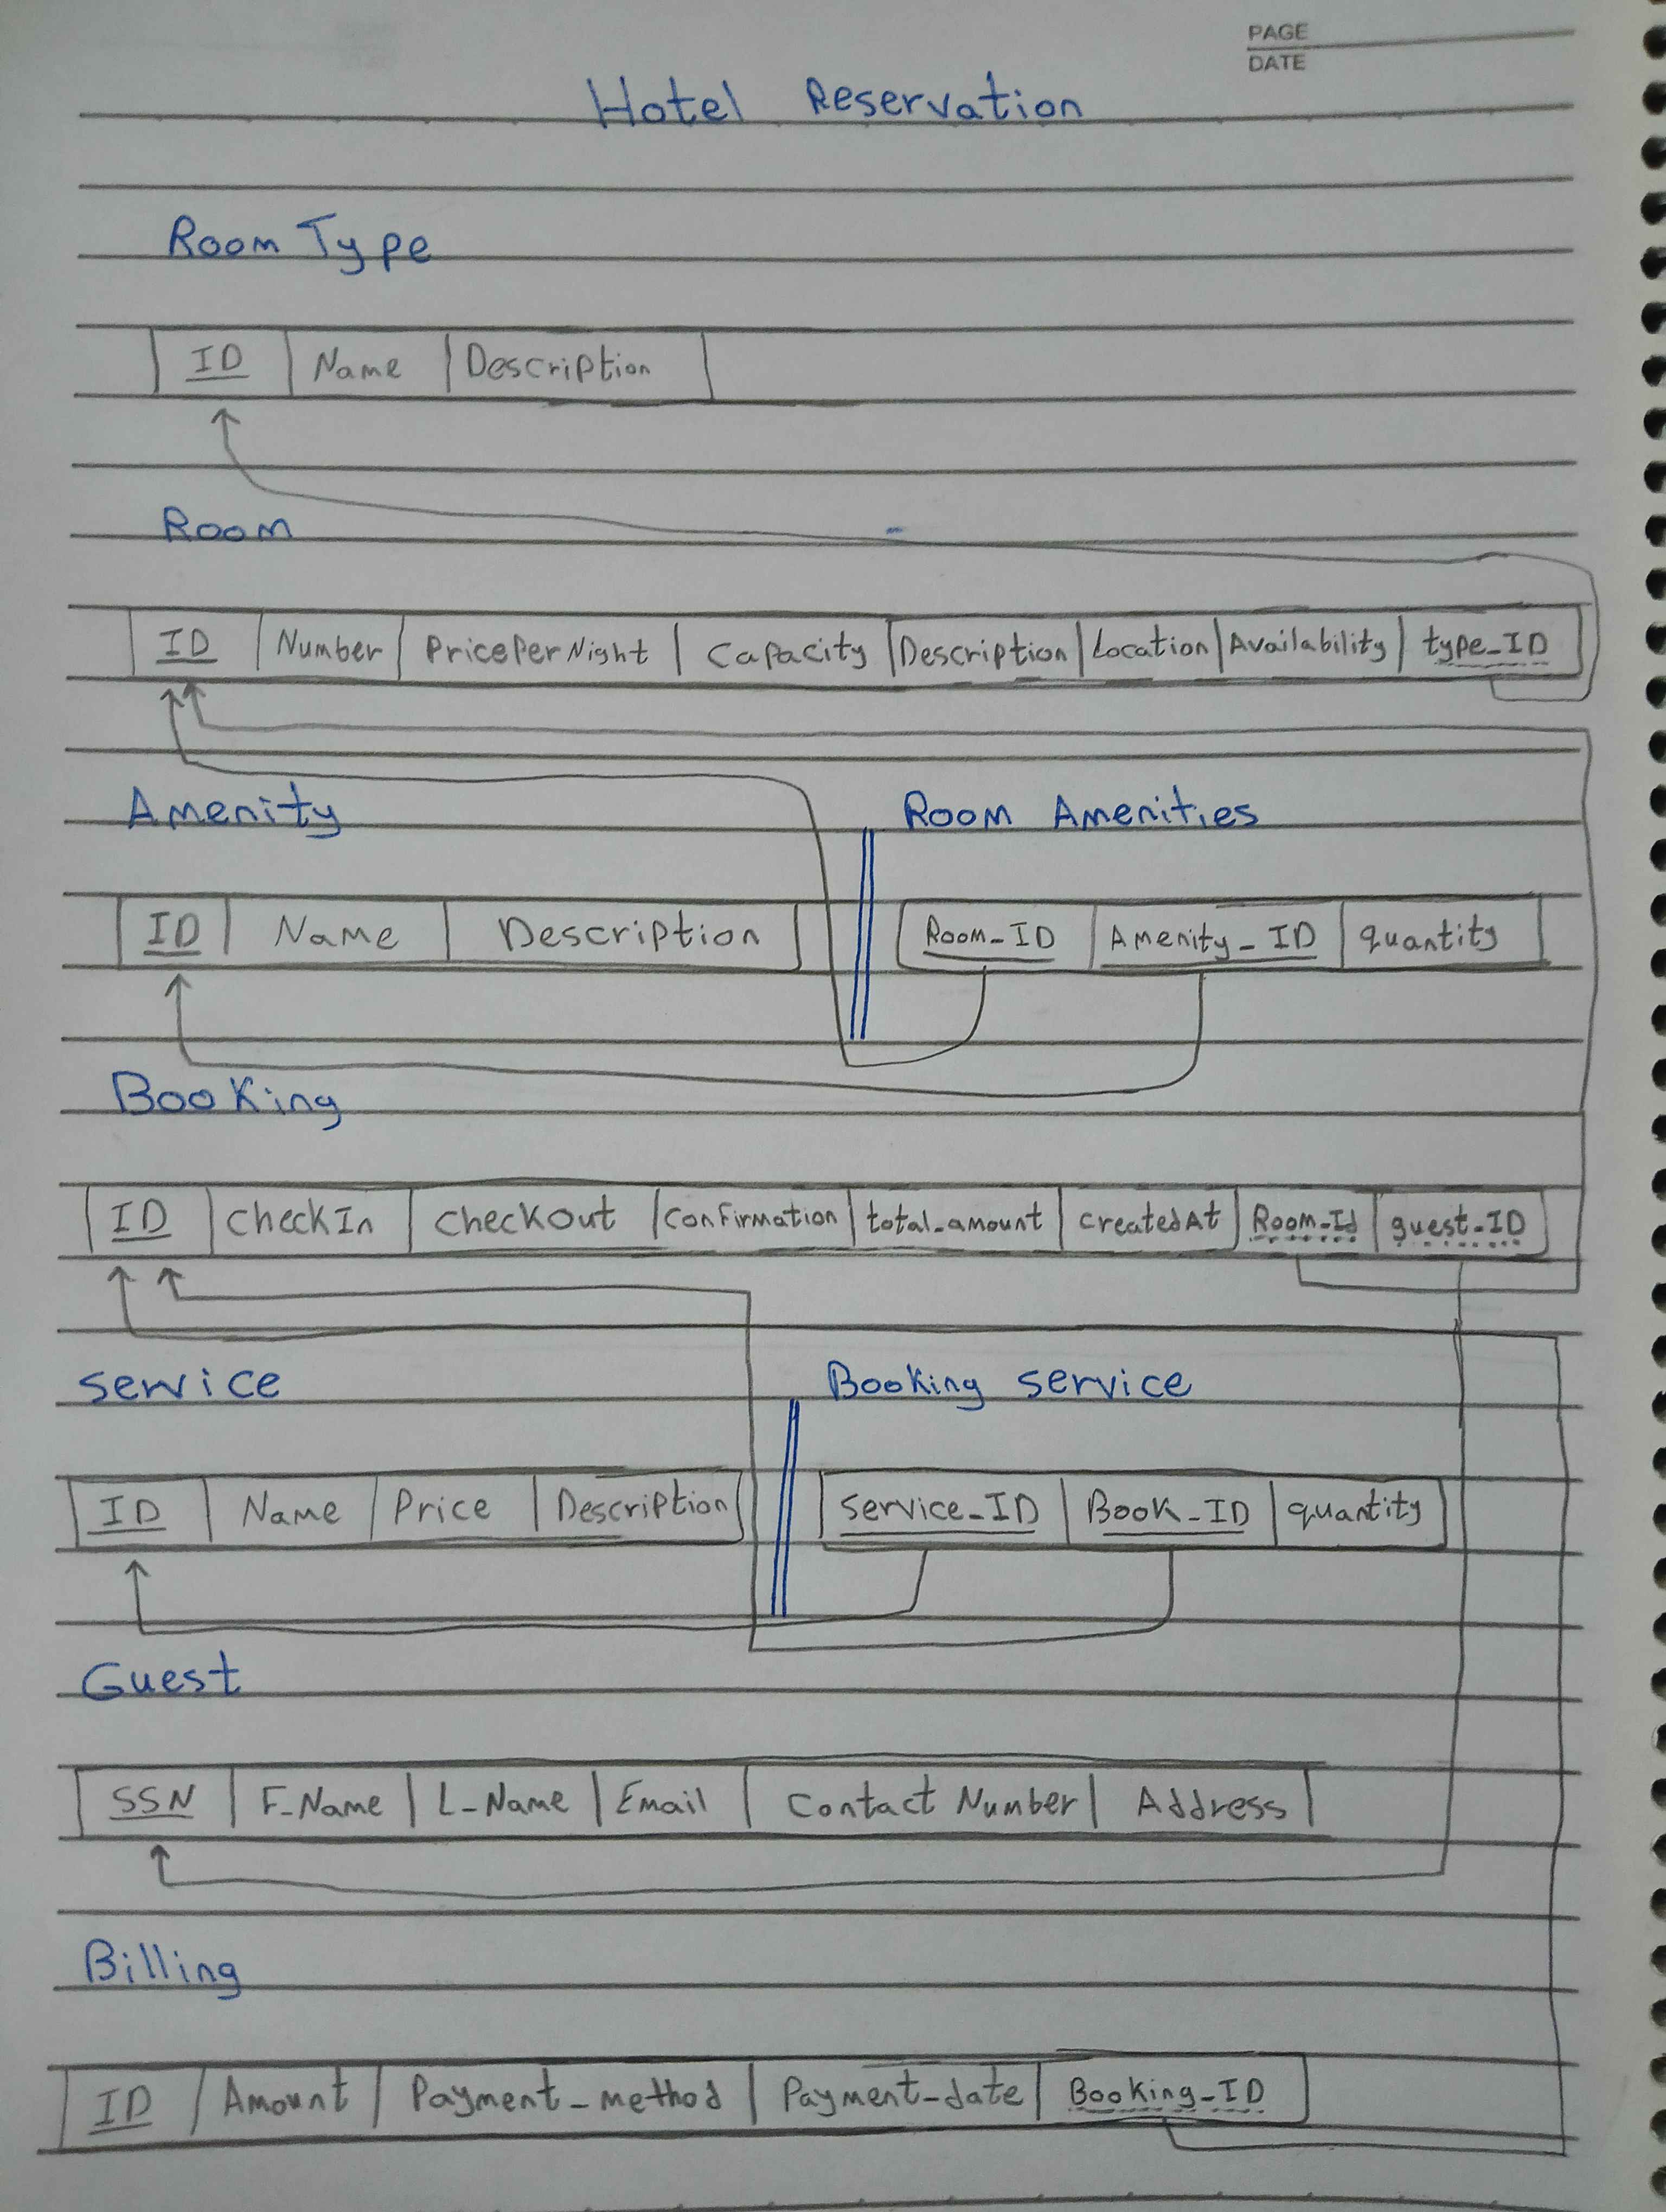 PAGE
DATE
Hotel Reservation
Room Type
ID Name Description
Room
ID Number PricePerNight Capacity Description Location Availability type_ID
Amenity Room Amenities
ID Name Description Room_ID Amenity_ID quantity
Booking
ID CheckIn CheckOut Confirmation total_amount createdAt Room_Id guest_ID
service Booking service
ID Name Price Description service_ID Book_ID quantity
Guest
SSN F_Name L_Name Email Contact Number Address
Billing
ID Amount Payment_method Payment_date Booking_ID